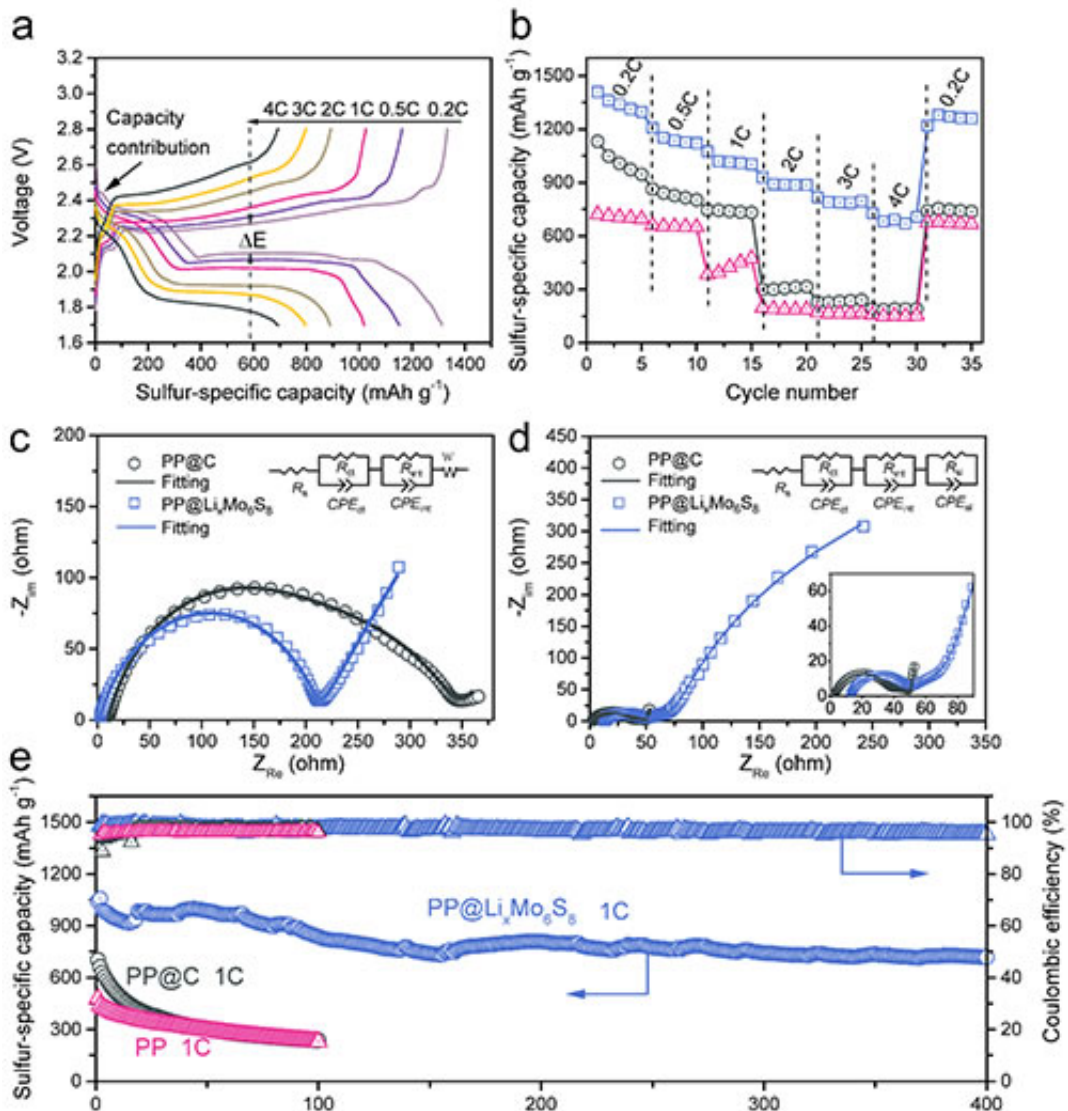 a
3.2
3.0
2.8
2.6
2.4
2.2
2.0
1.8
1.6
Voltage (V)
Capacity
contribution
4C 3C 2C 1C 0.5C 0.2C
ΔE
0 200 400 600 800 1000 1200 1400
Sulfur-specific capacity (mAh g⁻¹)
b
1500
1200
900
600
300
0
Sulfur-specific capacity (mAh g⁻¹)
0.2C
0.5C
1C
2C
3C
4C
0.2C
0 5 10 15 20 25 30 35
Cycle number
c
200
150
100
50
0
-Z_im (ohm)
PP@C
Fitting
PP@LiₓMo₆S₈
Fitting
R_ct
R_int
W
CPE_ct
CPE_int
0 50 100 150 200 250 300 350
Z_Re (ohm)
d
450
400
350
300
250
200
150
100
50
0
-Z_im (ohm)
PP@C
Fitting
PP@LiₓMo₆S₈
Fitting
R_ct
R_int
CPE_ct
CPE_int
60
40
20
0
0 20 40 60 80
0 50 100 150 200 250 300 350
Z_Re (ohm)
e
1500
1200
900
600
300
0
Sulfur-specific capacity (mAh g⁻¹)
PP@LiₓMo₆S₈ 1C
PP@C 1C
PP 1C
100
80
60
40
20
0
Coulombic efficiency (%)
0 100 200 300 400